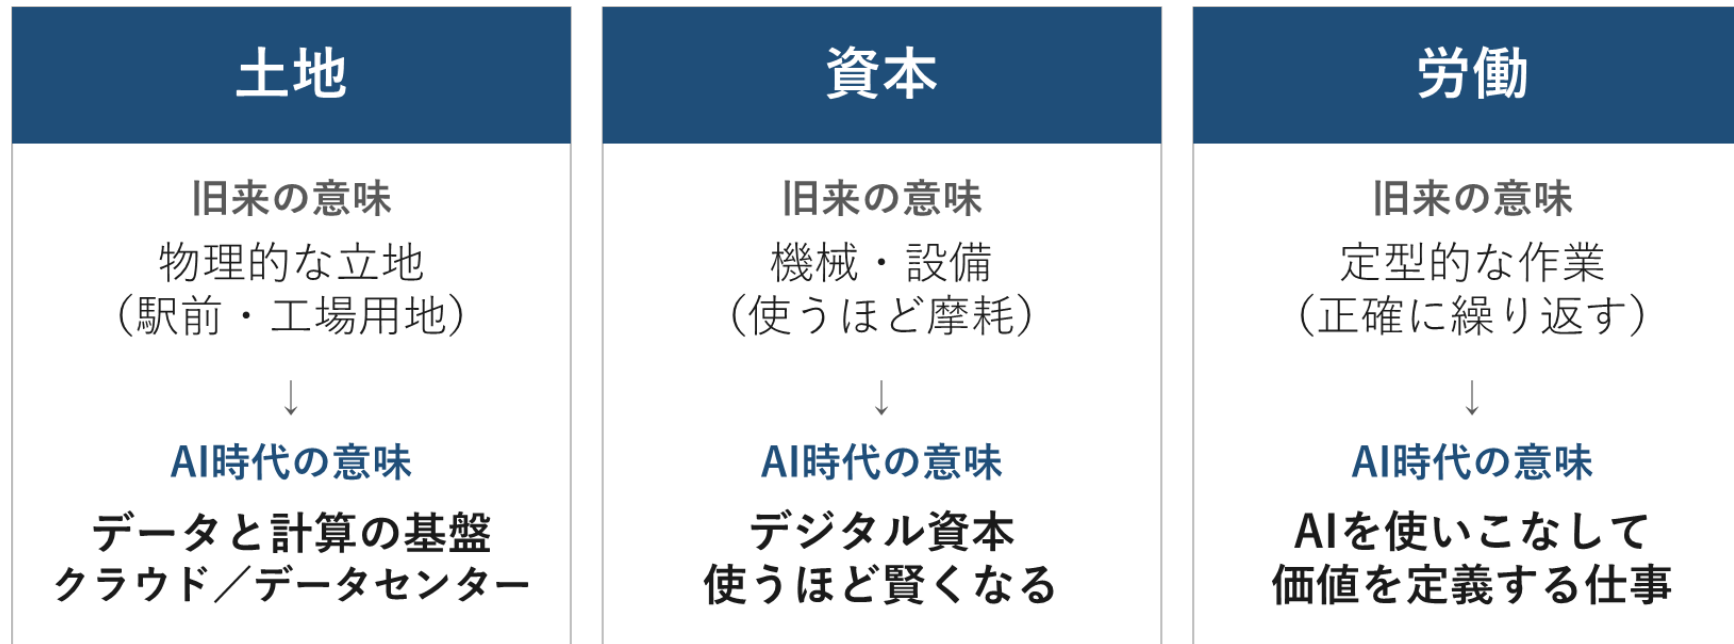 土地
旧来の意味
物理的な立地
（駅前・工場用地）
↓
AI時代の意味
データと計算の基盤
クラウド／データセンター
資本
旧来の意味
機械・設備
（使うほど摩耗）
↓
AI時代の意味
デジタル資本
使うほど賢くなる
労働
旧来の意味
定型的な作業
（正確に繰り返す）
↓
AI時代の意味
AIを使いこなして
価値を定義する仕事